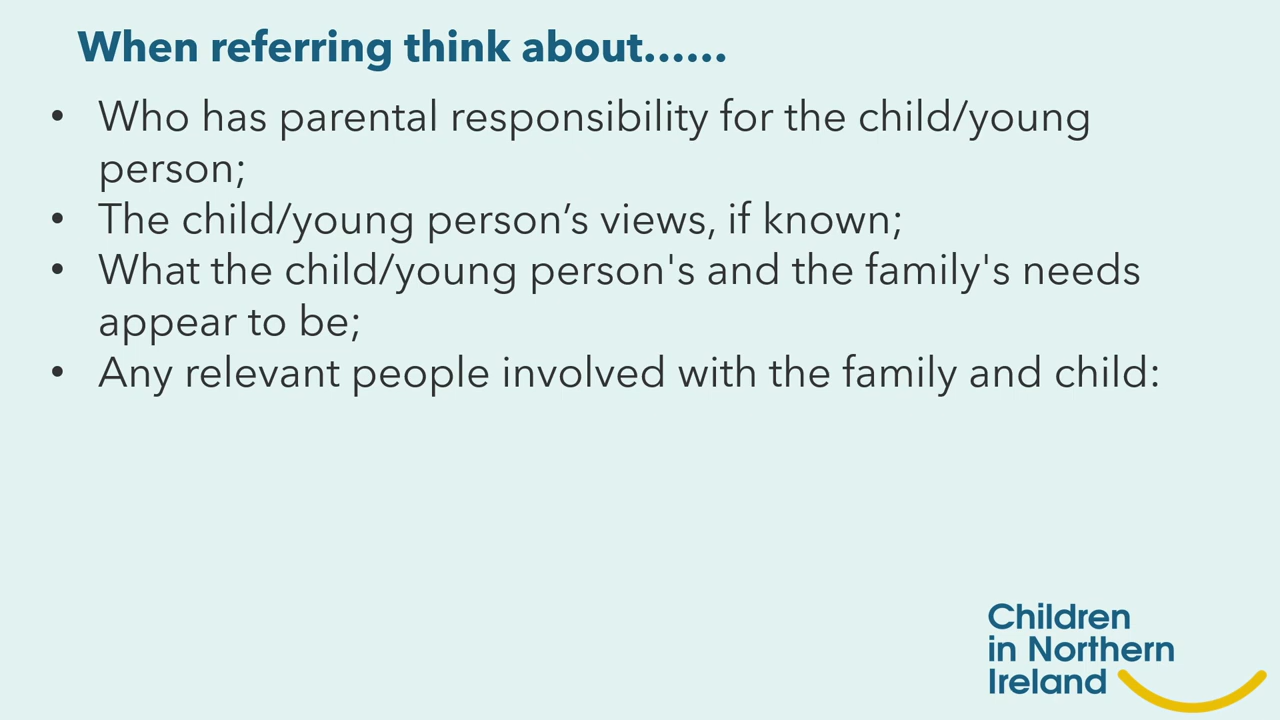 When referring think about......
• Who has parental responsibility for the child/young
person;
• The child/young person’s views, if known;
• What the child/young person's and the family's needs
appear to be;
• Any relevant people involved with the family and child:
Children
in Northern
Ireland